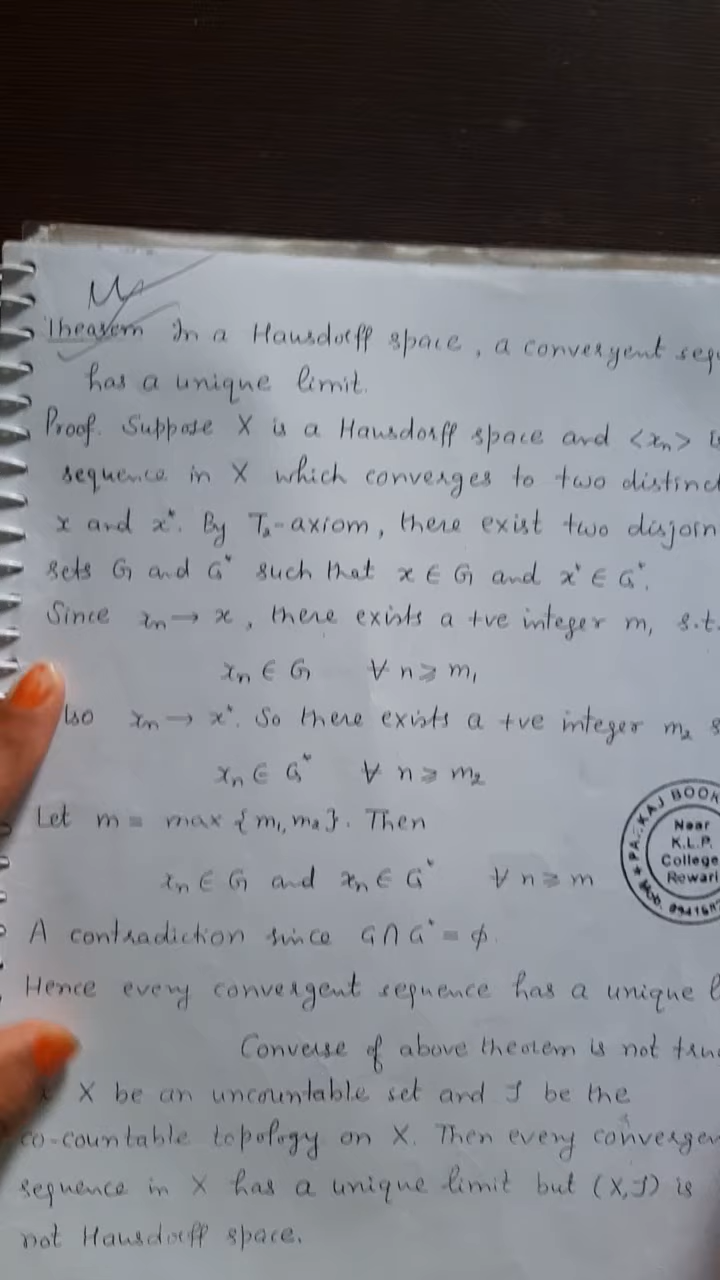 Theorem In a Hausdorff space, a convergent sequ
has a unique limit.
Proof. Suppose X is a Hausdorff space and <xₙ> is
sequence in X which converges to two distinct
x and x*. By T₂-axiom, there exist two disjoin
sets G and G* such that x ∈ G and x* ∈ G*.
Since xₙ → x, there exists a +ve integer m₁ s.t.
xₙ ∈ G ∀ n ≥ m₁
lso xₙ → x*. So there exists a +ve integer m₂ s
xₙ ∈ G* ∀ n ≥ m₂
Let m = max {m₁, m₂}. Then
xₙ ∈ G and xₙ ∈ G* ∀ n ≥ m
A contradiction since G ∩ G* = φ.
Hence every convergent sequence has a unique l
Converse of above theorem is not true
X be an uncountable set and J be the
co-countable topology on X. Then every convergen
sequence in X has a unique limit but (X, J) is
not Hausdorff space.
BOOK
Near
K.L.P.
College
Rewari
Mob.